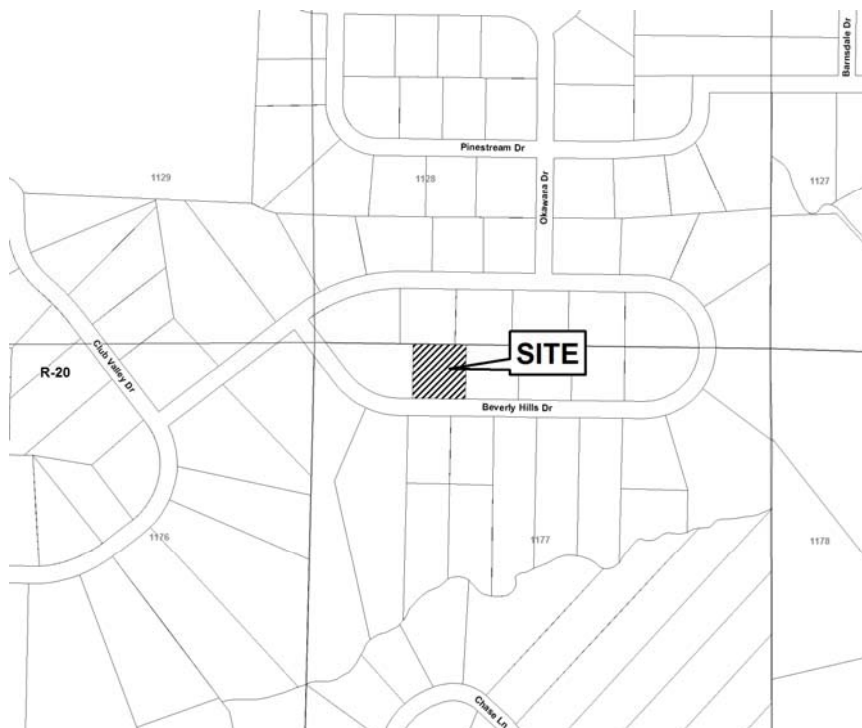 Barnsdale Dr
Pinestream Dr
1129
1128
1127
Okawana Dr
SITE
Club Valley Dr
R-20
Beverly Hills Dr
1176
1177
1178
Chase Ln